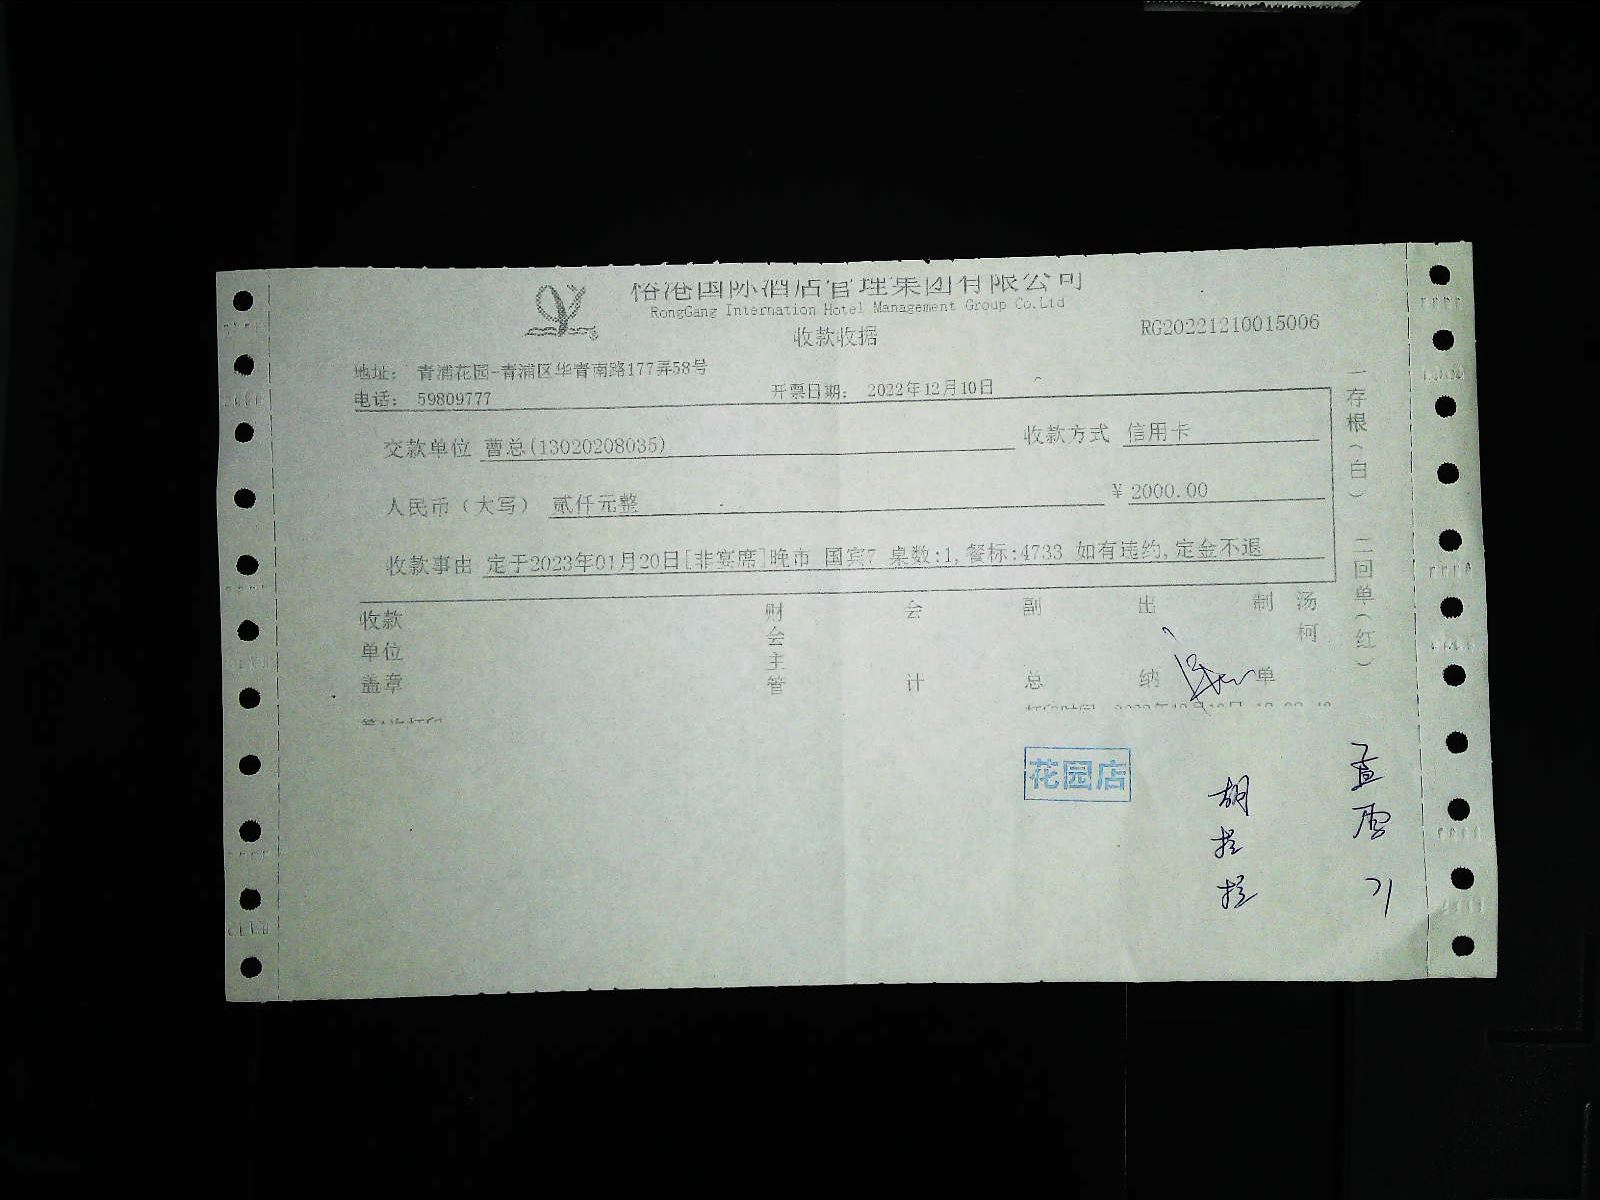 国际酒店管理集团有限公司
RongGang Internation Hotel Management Group Co.Ltd
收款收据
RG20221210015006
地址： 青浦花园-青浦区华青南路177弄58号
电话： 59809777
开票日期： 2022年12月10日
交款单位 曹总(13020208035)
收款方式 信用卡
人民币（大写） 贰仟元整
¥ 2000.00
收款事由 定于2023年01月20日[非宴席]晚市 国宾7 桌数:1,餐标:4733 如有违约,定金不退
收款单位盖章
财会主管
会计
副总
出纳
制单
汤柯
一存根（白） 二回单（红）
花园店
胡